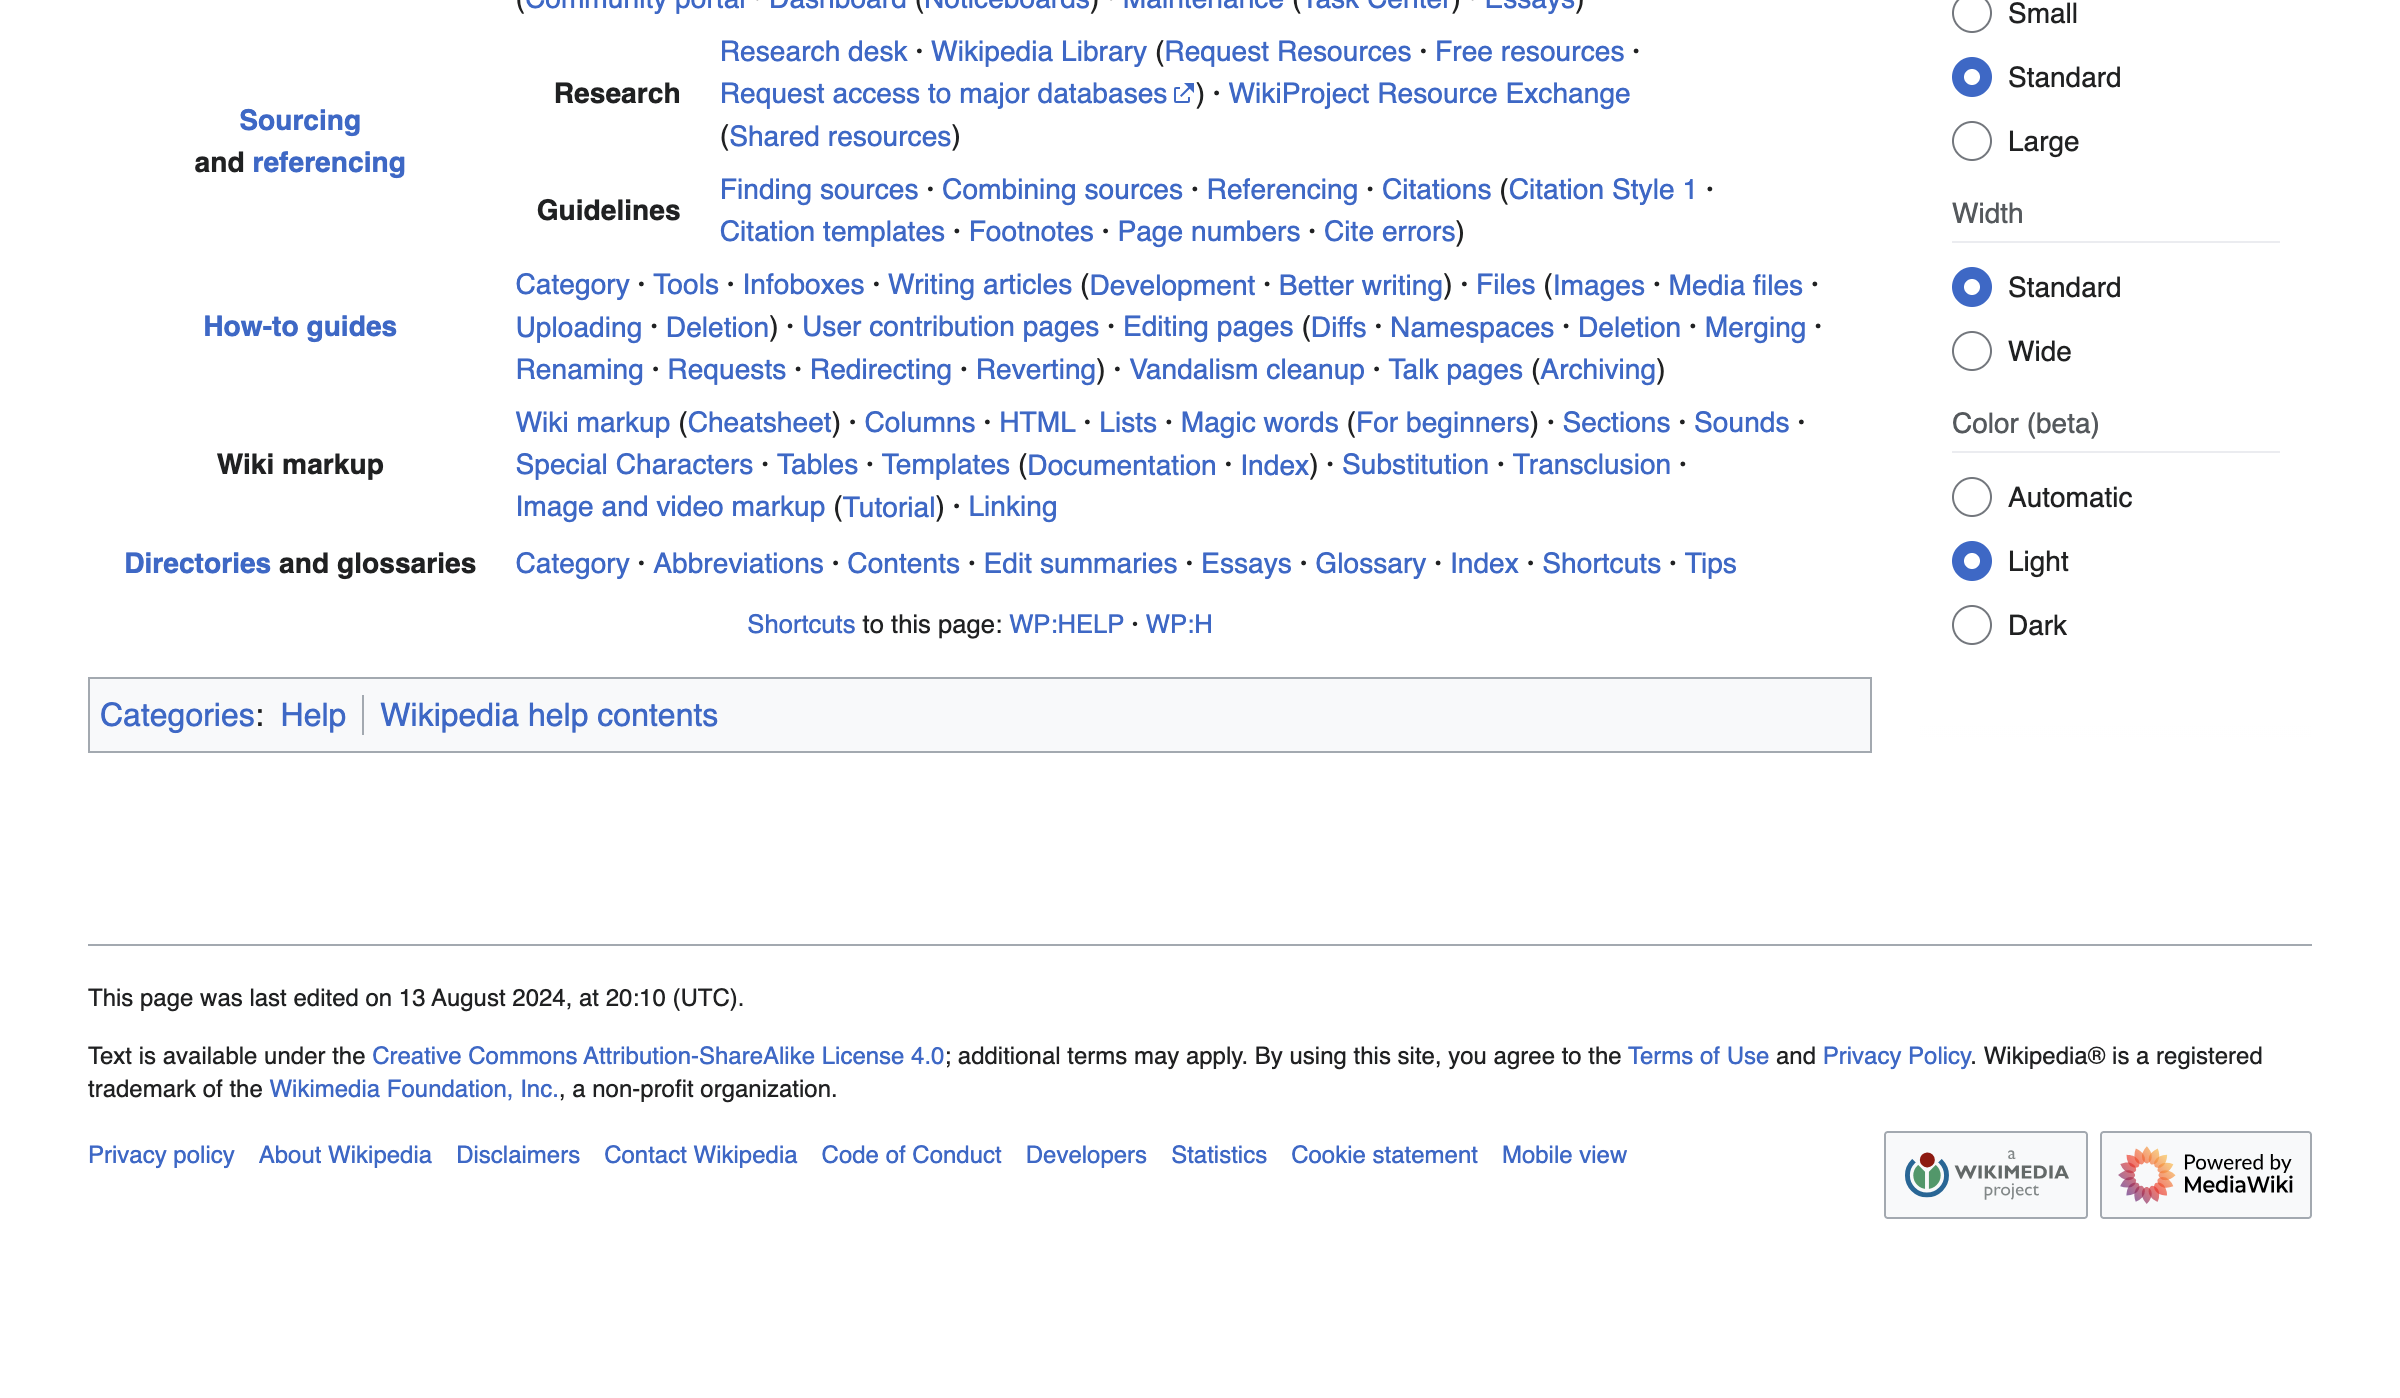 (Community portal · Dashboard (Noticeboards) · Maintenance (Task Center) · Essays)
Sourcing
and referencing
Research
Research desk · Wikipedia Library (Request Resources · Free resources ·
Request access to major databases) · WikiProject Resource Exchange
(Shared resources)
Guidelines
Finding sources · Combining sources · Referencing · Citations (Citation Style 1 ·
Citation templates · Footnotes · Page numbers · Cite errors)
How-to guides
Category · Tools · Infoboxes · Writing articles (Development · Better writing) · Files (Images · Media files ·
Uploading · Deletion) · User contribution pages · Editing pages (Diffs · Namespaces · Deletion · Merging ·
Renaming · Requests · Redirecting · Reverting) · Vandalism cleanup · Talk pages (Archiving)
Wiki markup
Wiki markup (Cheatsheet) · Columns · HTML · Lists · Magic words (For beginners) · Sections · Sounds ·
Special Characters · Tables · Templates (Documentation · Index) · Substitution · Transclusion ·
Image and video markup (Tutorial) · Linking
Directories and glossaries
Category · Abbreviations · Contents · Edit summaries · Essays · Glossary · Index · Shortcuts · Tips
Shortcuts to this page: WP:HELP · WP:H
Categories: Help | Wikipedia help contents
Small
Standard
Large
Width
Standard
Wide
Color (beta)
Automatic
Light
Dark
This page was last edited on 13 August 2024, at 20:10 (UTC).
Text is available under the Creative Commons Attribution-ShareAlike License 4.0; additional terms may apply. By using this site, you agree to the Terms of Use and Privacy Policy. Wikipedia® is a registered
trademark of the Wikimedia Foundation, Inc., a non-profit organization.
Privacy policy About Wikipedia Disclaimers Contact Wikipedia Code of Conduct Developers Statistics Cookie statement Mobile view
a
WIKIMEDIA
project
Powered by
MediaWiki